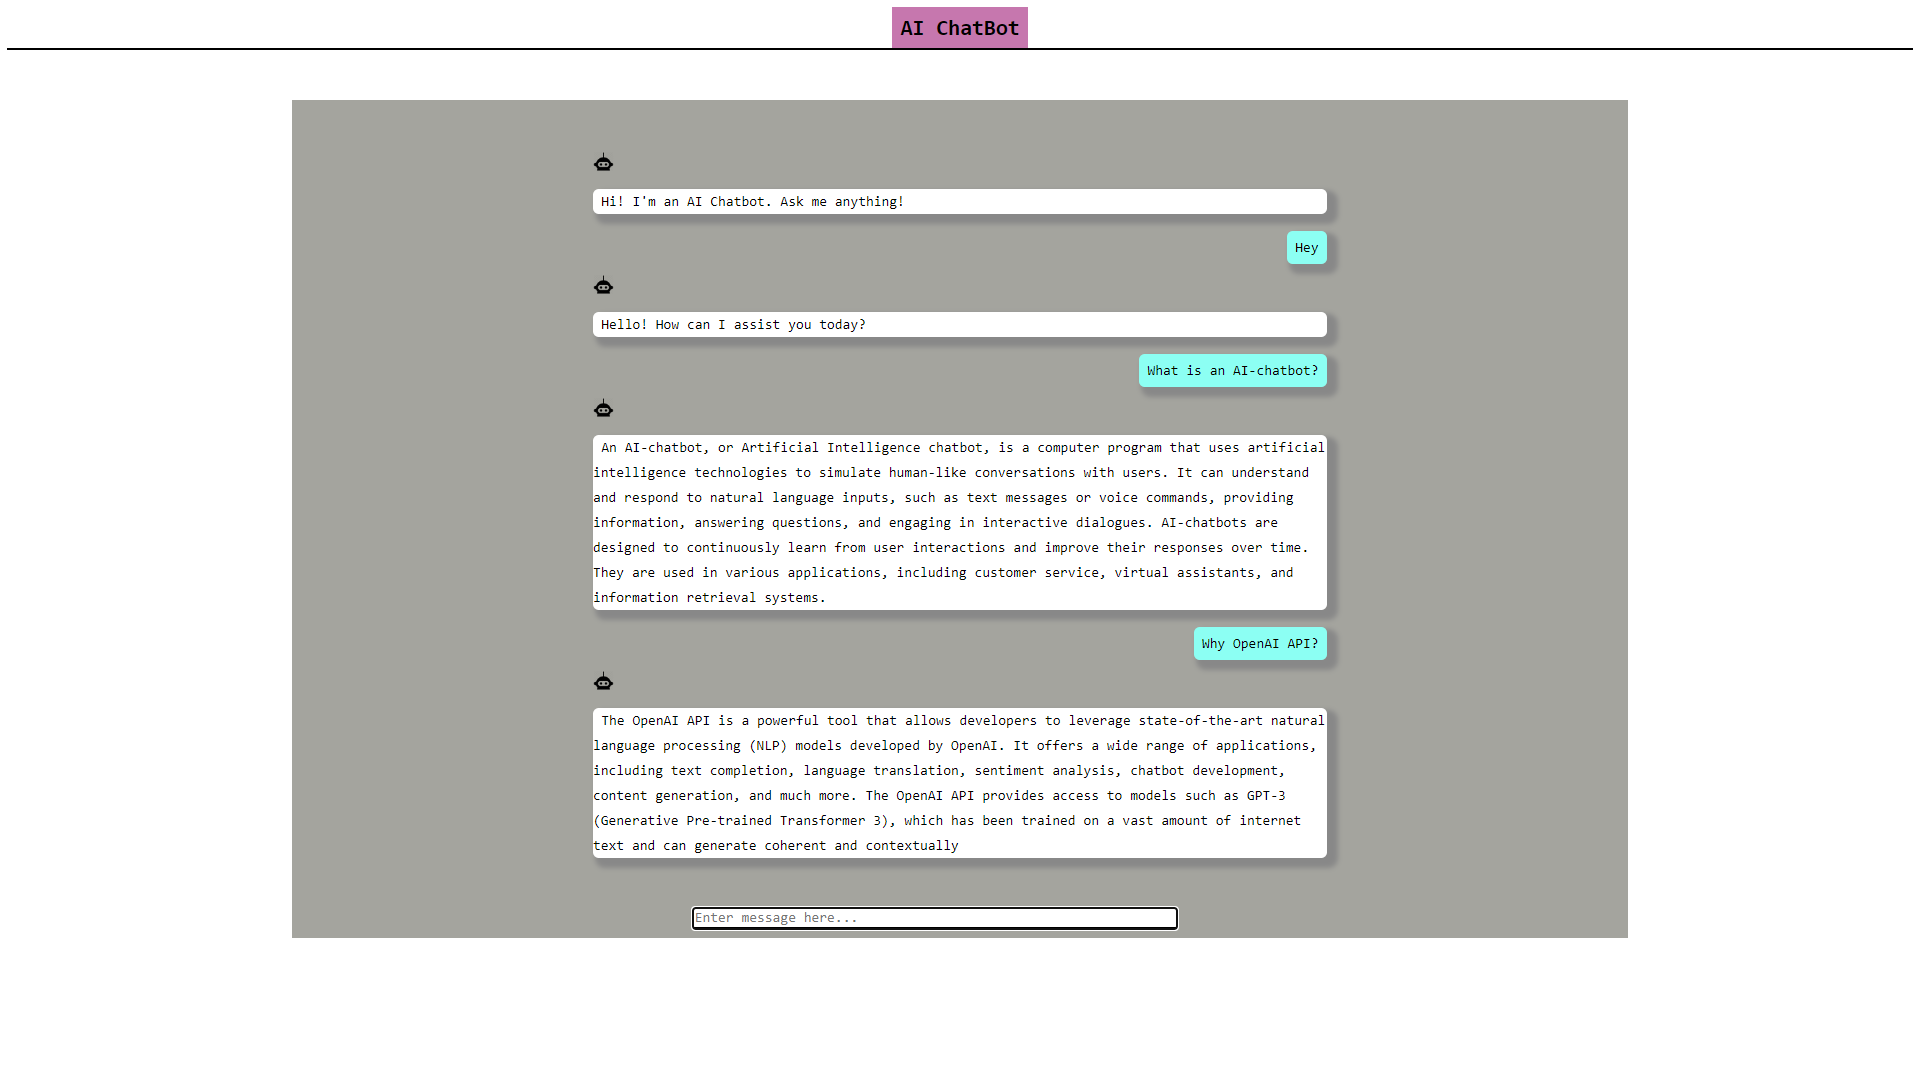 AI ChatBot
Hi! I'm an AI Chatbot. Ask me anything!
Hey
Hello! How can I assist you today?
What is an AI-chatbot?
An AI-chatbot, or Artificial Intelligence chatbot, is a computer program that uses artificial
intelligence technologies to simulate human-like conversations with users. It can understand
and respond to natural language inputs, such as text messages or voice commands, providing
information, answering questions, and engaging in interactive dialogues. AI-chatbots are
designed to continuously learn from user interactions and improve their responses over time.
They are used in various applications, including customer service, virtual assistants, and
information retrieval systems.
Why OpenAI API?
The OpenAI API is a powerful tool that allows developers to leverage state-of-the-art natural
language processing (NLP) models developed by OpenAI. It offers a wide range of applications,
including text completion, language translation, sentiment analysis, chatbot development,
content generation, and much more. The OpenAI API provides access to models such as GPT-3
(Generative Pre-trained Transformer 3), which has been trained on a vast amount of internet
text and can generate coherent and contextually
Enter message here...